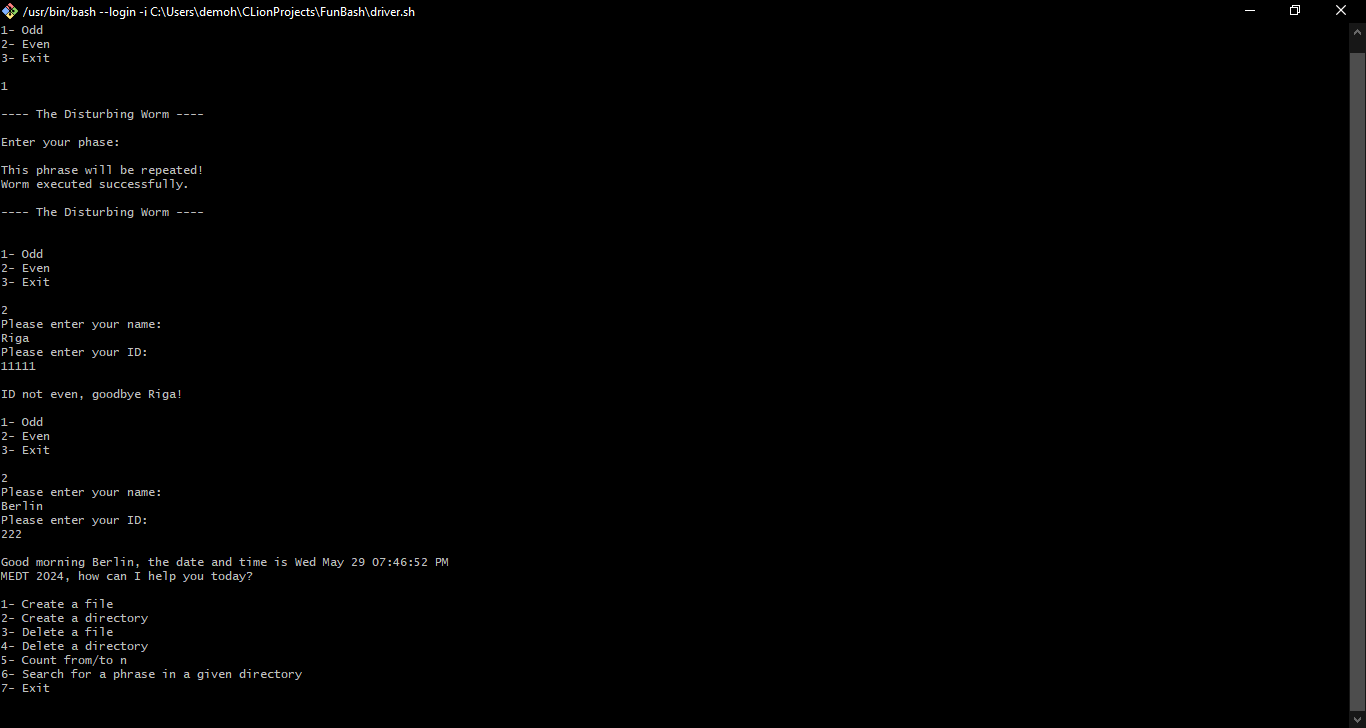 /usr/bin/bash --login -i C:\Users\demoh\CLionProjects\FunBash\driver.sh
1- Odd
2- Even
3- Exit
1
---- The Disturbing Worm ----
Enter your phase:
This phrase will be repeated!
Worm executed successfully.
---- The Disturbing Worm ----
1- Odd
2- Even
3- Exit
2
Please enter your name:
Riga
Please enter your ID:
11111
ID not even, goodbye Riga!
1- Odd
2- Even
3- Exit
2
Please enter your name:
Berlin
Please enter your ID:
222
Good morning Berlin, the date and time is Wed May 29 07:46:52 PM
MEDT 2024, how can I help you today?
1- Create a file
2- Create a directory
3- Delete a file
4- Delete a directory
5- Count from/to n
6- Search for a phrase in a given directory
7- Exit